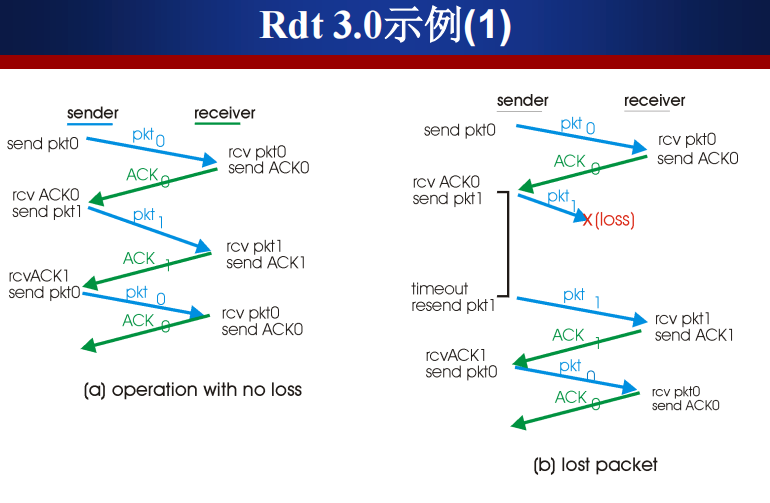 Rdt 3.0示例(1)
sender
receiver
send pkt0
pkt 0
rcv pkt0
send ACK0
ACK 0
rcv ACK0
send pkt1
pkt 1
rcv pkt1
send ACK1
ACK 1
rcvACK1
send pkt0
pkt 0
rcv pkt0
send ACK0
ACK 0
(a) operation with no loss
sender
receiver
send pkt0
pkt 0
rcv pkt0
send ACK0
ACK 0
rcv ACK0
send pkt1
pkt 1
X (loss)
timeout
resend pkt1
pkt 1
rcv pkt1
send ACK1
ACK 1
rcvACK1
send pkt0
pkt 0
rcv pkt0
send ACK0
ACK 0
(b) lost packet